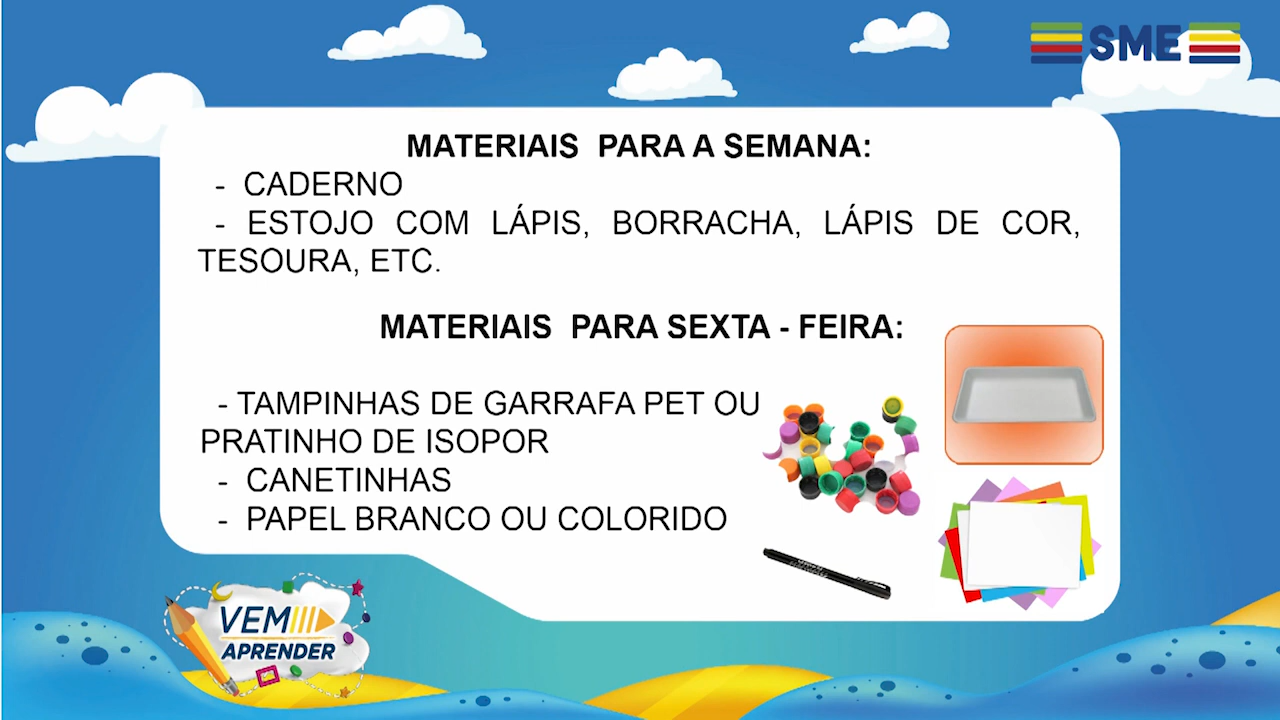 SME
MATERIAIS PARA A SEMANA:
- CADERNO
- ESTOJO COM LÁPIS, BORRACHA, LÁPIS DE COR,
TESOURA, ETC.
MATERIAIS PARA SEXTA - FEIRA:
- TAMPINHAS DE GARRAFA PET OU
PRATINHO DE ISOPOR
- CANETINHAS
- PAPEL BRANCO OU COLORIDO
VEM
APRENDER